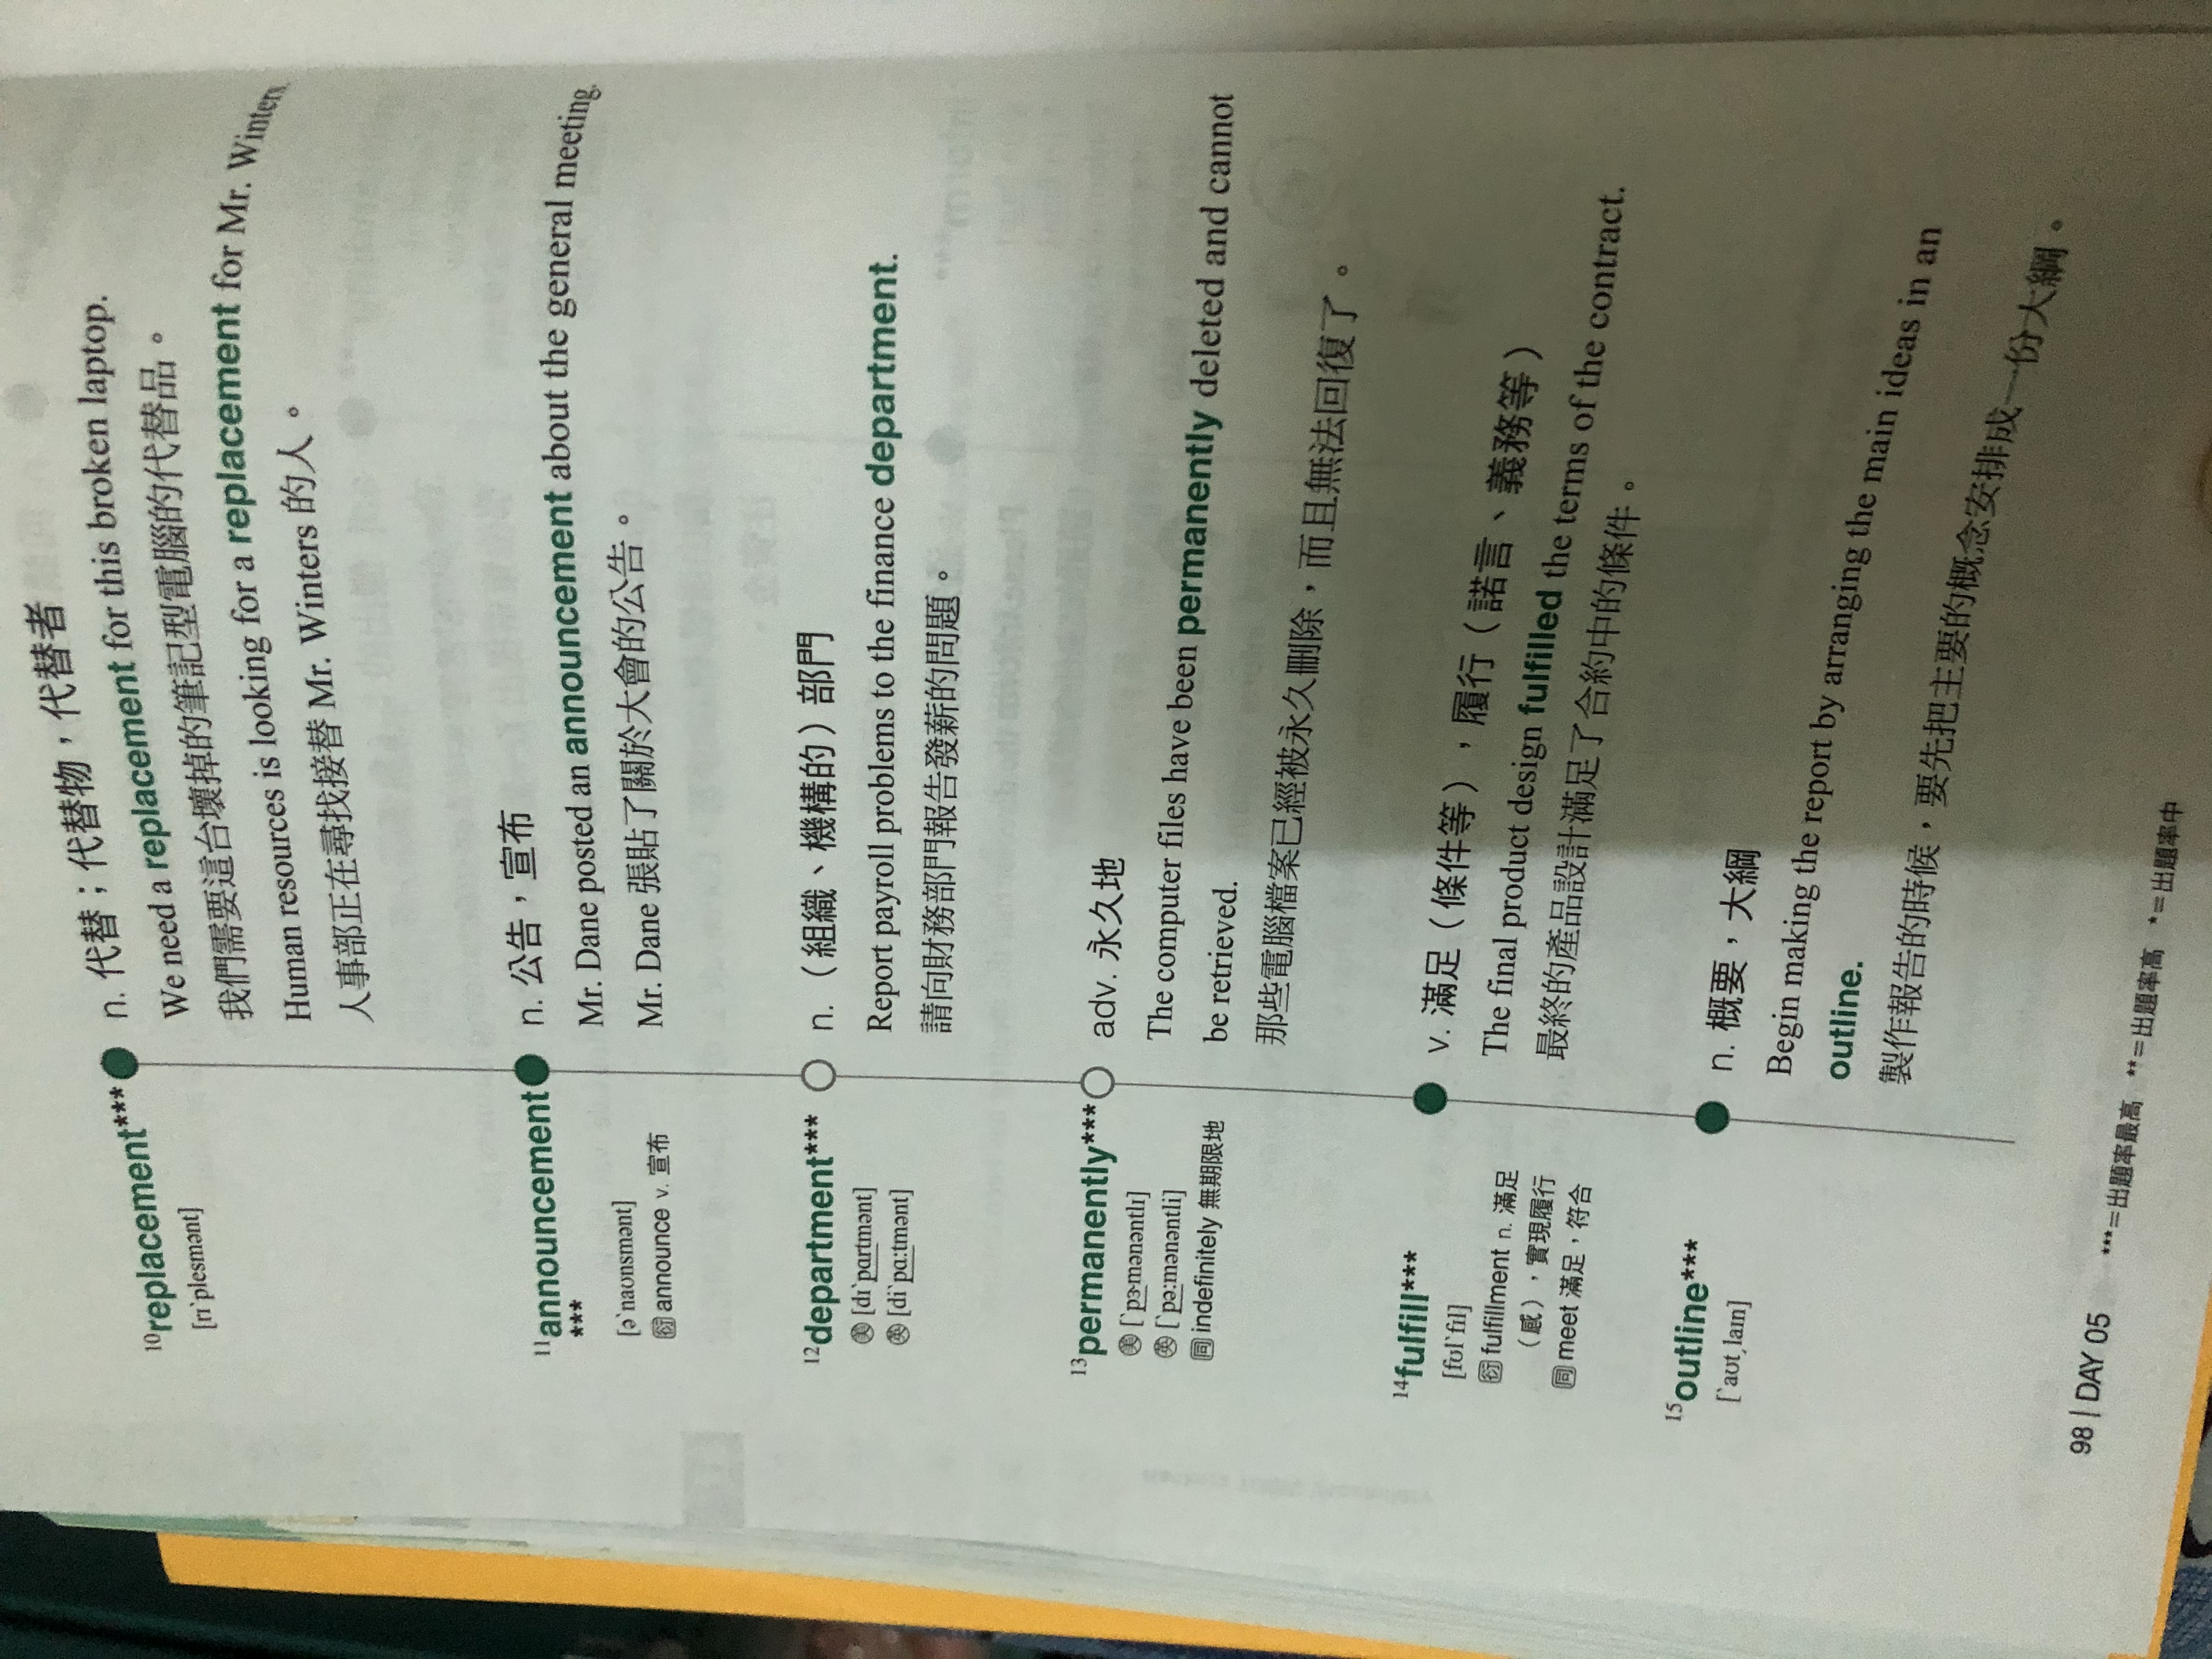 10replacement***
[rɪˋplesmənt]
n. 代替；代替物，代替者
We need a replacement for this broken laptop.
我們需要這台壞掉的筆記型電腦的代替品。
Human resources is looking for a replacement for Mr. Winters.
人事部正在尋找接替 Mr. Winters 的人。
11announcement
***
[əˋnaʊnsmənt]
衍 announce v. 宣布
n. 公告，宣布
Mr. Dane posted an announcement about the general meeting.
Mr. Dane 張貼了關於大會的公告。
12department***
美 [dɪˋpɑrtmənt]
英 [diˋpɑ:tmənt]
n.（組織、機構的）部門
Report payroll problems to the finance department.
請向財務部門報告發薪的問題。
13permanently***
美 [ˋpɝmənəntlɪ]
英 [ˋpə:mənəntli]
同 indefinitely 無期限地
adv. 永久地
The computer files have been permanently deleted and cannot
be retrieved.
那些電腦檔案已經被永久刪除，而且無法回復了。
14fulfill***
[fʊlˋfɪl]
衍 fulfillment n. 滿足
（感），實現履行
同 meet 滿足，符合
v. 滿足（條件等），履行（諾言、義務等）
The final product design fulfilled the terms of the contract.
最終的產品設計滿足了合約中的條件。
15outline***
[ˋaʊt͵laɪn]
n. 概要，大綱
Begin making the report by arranging the main ideas in an
outline.
製作報告的時候，要先把主要的概念安排成一份大綱。
98 | DAY 05
***＝出題率最高 **＝出題率高 *＝出題率中